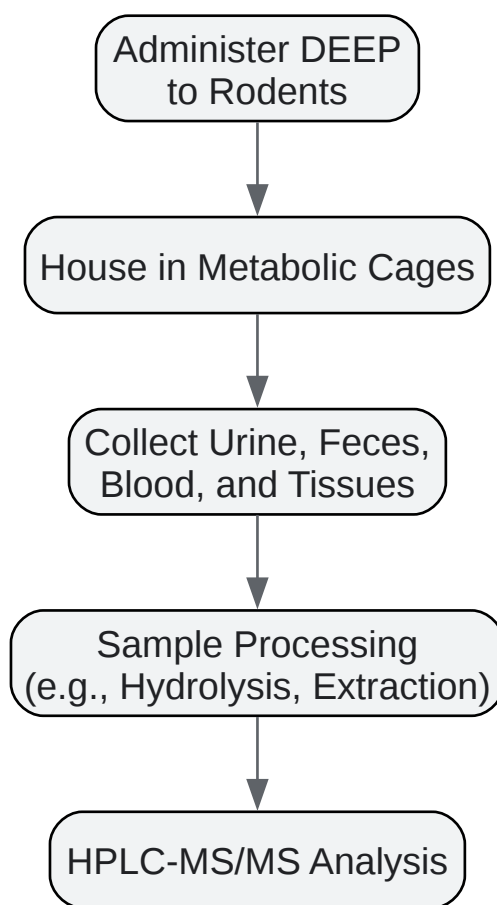 Administer DEEP
to Rodents
House in Metabolic Cages
Collect Urine, Feces,
Blood, and Tissues
Sample Processing
(e.g., Hydrolysis, Extraction)
HPLC-MS/MS Analysis